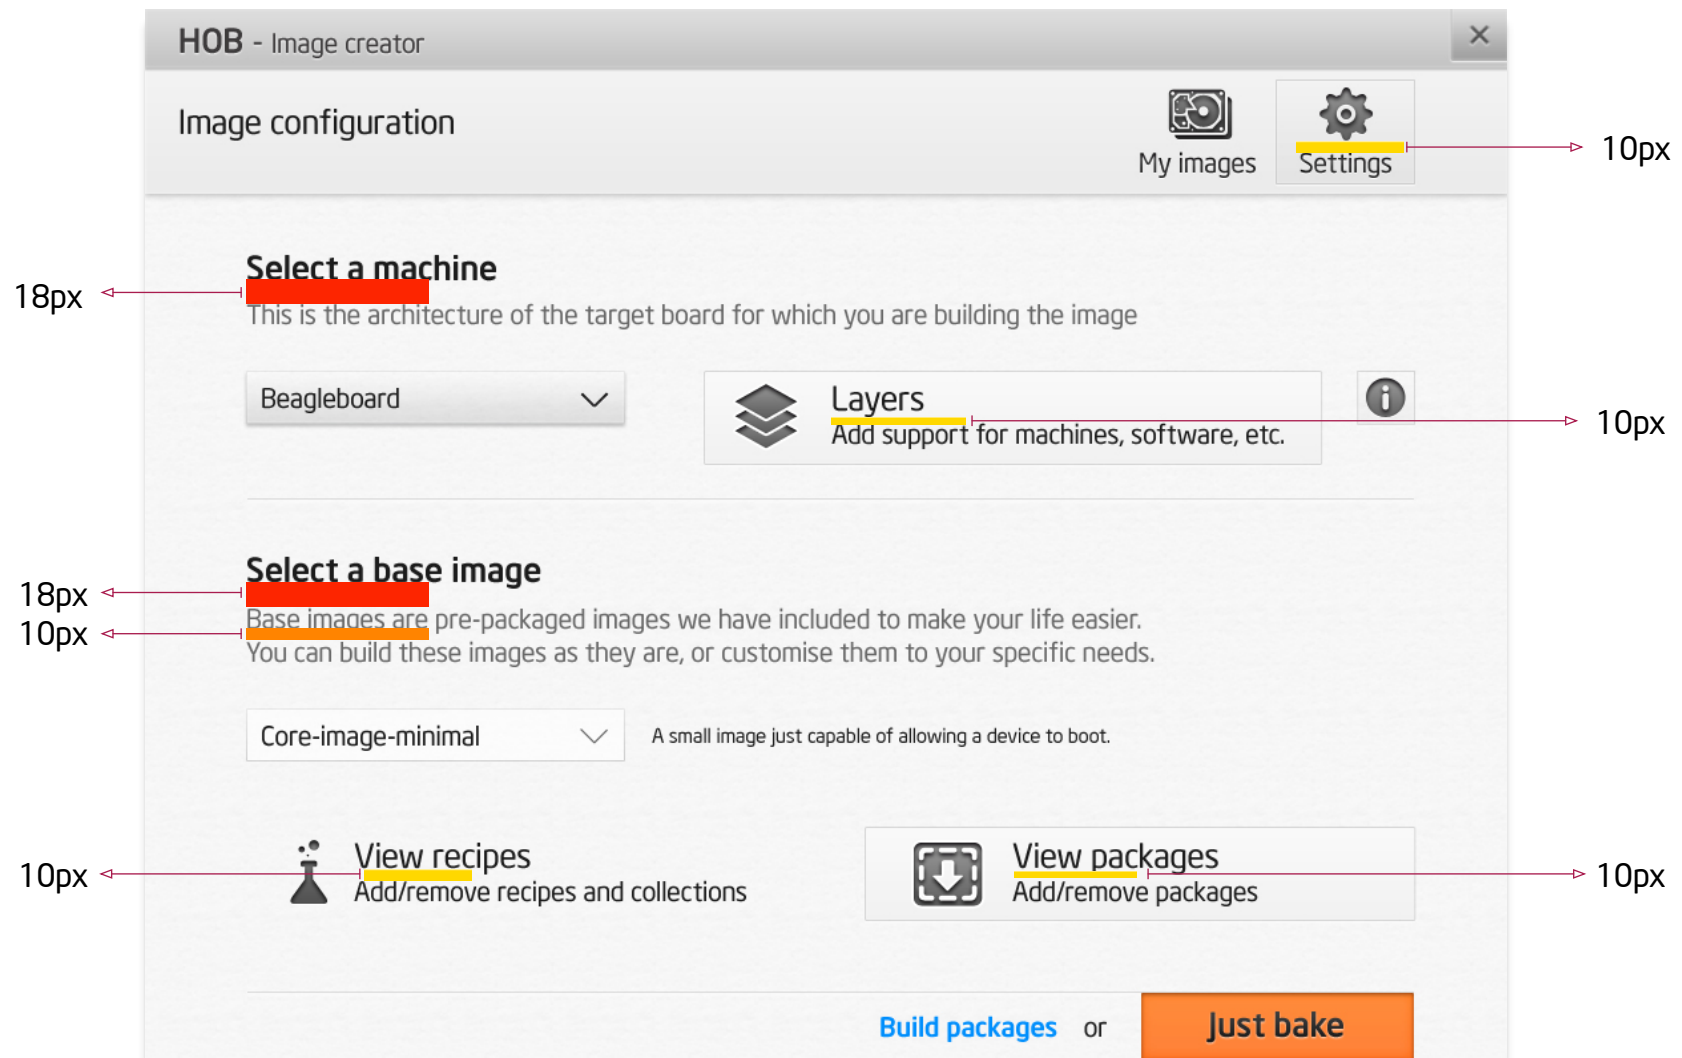 HOB - Image creator
Image configuration
My images
Settings
10px
Select a machine
18px
This is the architecture of the target board for which you are building the image
Beagleboard
Layers
Add support for machines, software, etc.
10px
Select a base image
18px
Base images are pre-packaged images we have included to make your life easier.
10px
You can build these images as they are, or customise them to your specific needs.
Core-image-minimal
A small image just capable of allowing a device to boot.
View recipes
Add/remove recipes and collections
10px
View packages
Add/remove packages
10px
Build packages or
Just bake